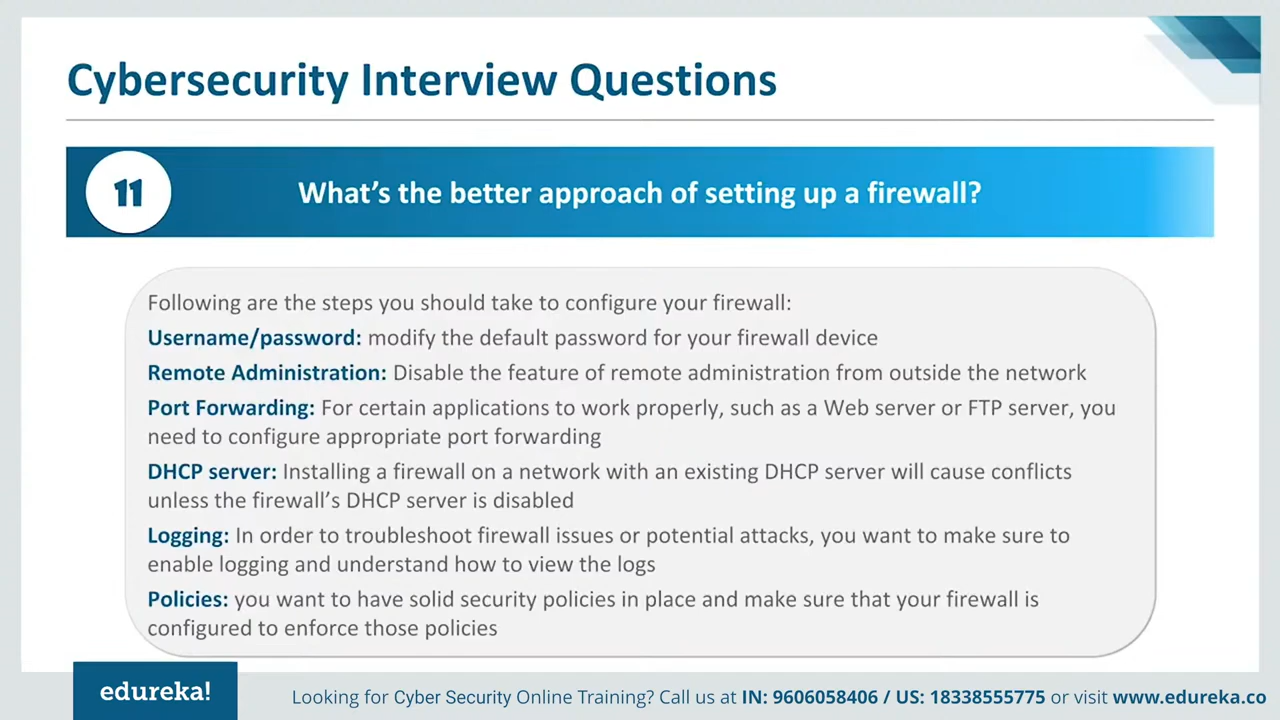 Cybersecurity Interview Questions
11
What's the better approach of setting up a firewall?
Following are the steps you should take to configure your firewall:
Username/password: modify the default password for your firewall device
Remote Administration: Disable the feature of remote administration from outside the network
Port Forwarding: For certain applications to work properly, such as a Web server or FTP server, you
need to configure appropriate port forwarding
DHCP server: Installing a firewall on a network with an existing DHCP server will cause conflicts
unless the firewall's DHCP server is disabled
Logging: In order to troubleshoot firewall issues or potential attacks, you want to make sure to
enable logging and understand how to view the logs
Policies: you want to have solid security policies in place and make sure that your firewall is
configured to enforce those policies
edureka!
Looking for Cyber Security Online Training? Call us at IN: 9606058406 / US: 18338555775 or visit www.edureka.co